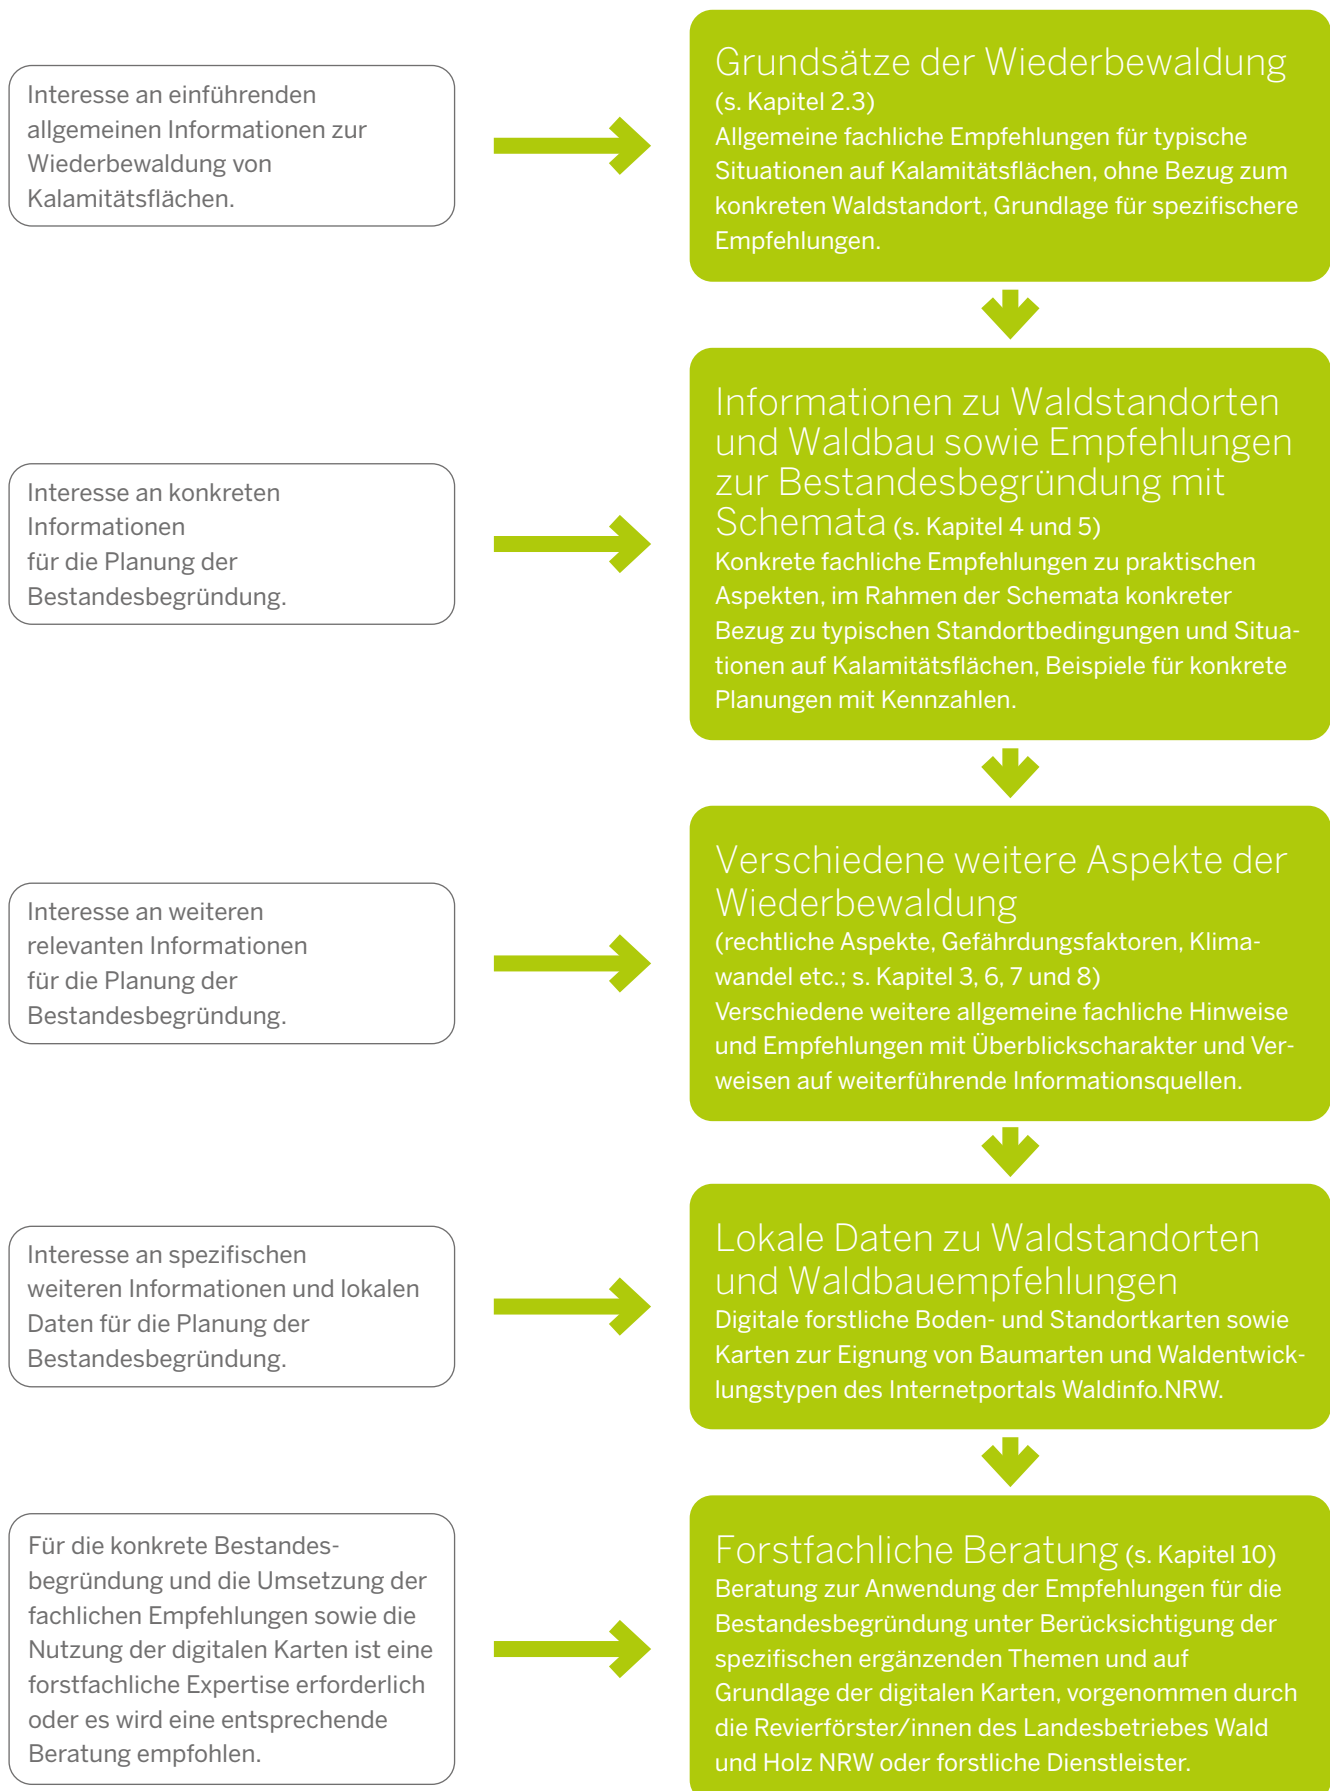 Interesse an einführenden
allgemeinen Informationen zur
Wiederbewaldung von
Kalamitätsflächen.
Grundsätze der Wiederbewaldung
(s. Kapitel 2.3)
Allgemeine fachliche Empfehlungen für typische
Situationen auf Kalamitätsflächen, ohne Bezug zum
konkreten Waldstandort, Grundlage für spezifischere
Empfehlungen.
Interesse an konkreten
Informationen
für die Planung der
Bestandesbegründung.
Informationen zu Waldstandorten
und Waldbau sowie Empfehlungen
zur Bestandesbegründung mit
Schemata (s. Kapitel 4 und 5)
Konkrete fachliche Empfehlungen zu praktischen
Aspekten, im Rahmen der Schemata konkreter
Bezug zu typischen Standortbedingungen und Situa-
tionen auf Kalamitätsflächen, Beispiele für konkrete
Planungen mit Kennzahlen.
Interesse an weiteren
relevanten Informationen
für die Planung der
Bestandesbegründung.
Verschiedene weitere Aspekte der
Wiederbewaldung
(rechtliche Aspekte, Gefährdungsfaktoren, Klima-
wandel etc.; s. Kapitel 3, 6, 7 und 8)
Verschiedene weitere allgemeine fachliche Hinweise
und Empfehlungen mit Überblickscharakter und Ver-
weisen auf weiterführende Informationsquellen.
Interesse an spezifischen
weiteren Informationen und lokalen
Daten für die Planung der
Bestandesbegründung.
Lokale Daten zu Waldstandorten
und Waldbauempfehlungen
Digitale forstliche Boden- und Standortkarten sowie
Karten zur Eignung von Baumarten und Waldentwick-
lungstypen des Internetportals Waldinfo.NRW.
Für die konkrete Bestandes-
begründung und die Umsetzung der
fachlichen Empfehlungen sowie die
Nutzung der digitalen Karten ist eine
forstfachliche Expertise erforderlich
oder es wird eine entsprechende
Beratung empfohlen.
Forstfachliche Beratung (s. Kapitel 10)
Beratung zur Anwendung der Empfehlungen für die
Bestandesbegründung unter Berücksichtigung der
spezifischen ergänzenden Themen und auf
Grundlage der digitalen Karten, vorgenommen durch
die Revierförster/innen des Landesbetriebes Wald
und Holz NRW oder forstliche Dienstleister.